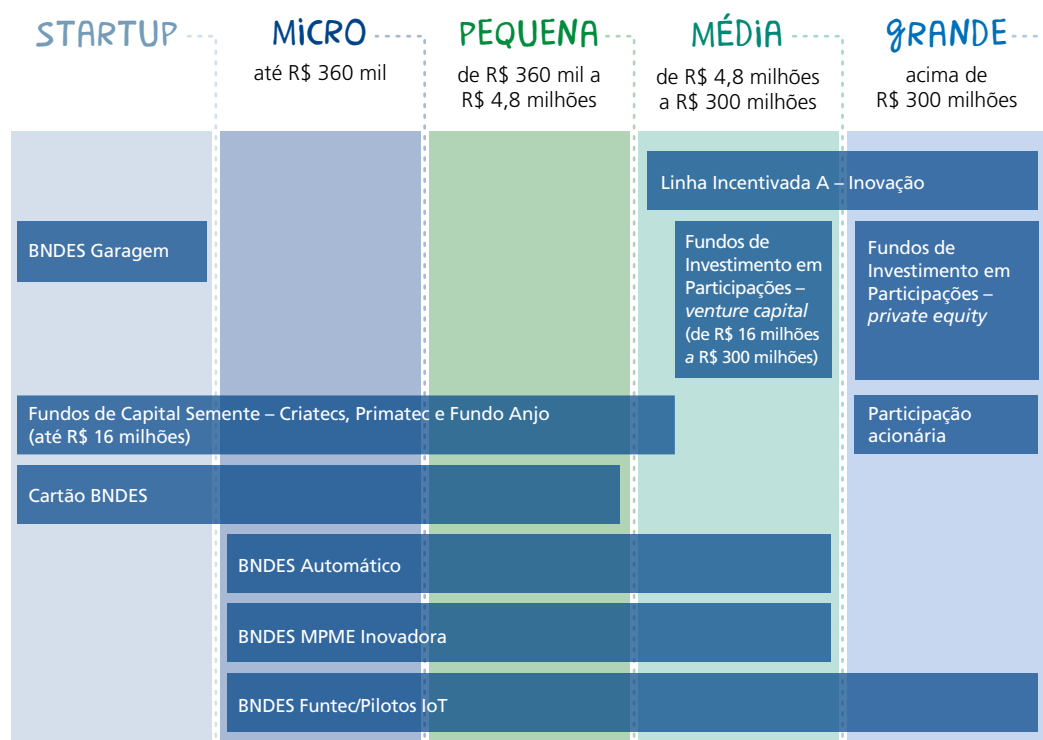 STARTUP
MICRO
até R$ 360 mil
PEQUENA
de R$ 360 mil a
R$ 4,8 milhões
MÉDIA
de R$ 4,8 milhões
a R$ 300 milhões
GRANDE
acima de
R$ 300 milhões
Linha Incentivada A – Inovação
BNDES Garagem
Fundos de
Investimento em
Participações –
venture capital
(de R$ 16 milhões
a R$ 300 milhões)
Fundos de
Investimento em
Participações –
private equity
Fundos de Capital Semente – Criatecs, Primatec e Fundo Anjo
(até R$ 16 milhões)
Participação
acionária
Cartão BNDES
BNDES Automático
BNDES MPME Inovadora
BNDES Funtec/Pilotos IoT